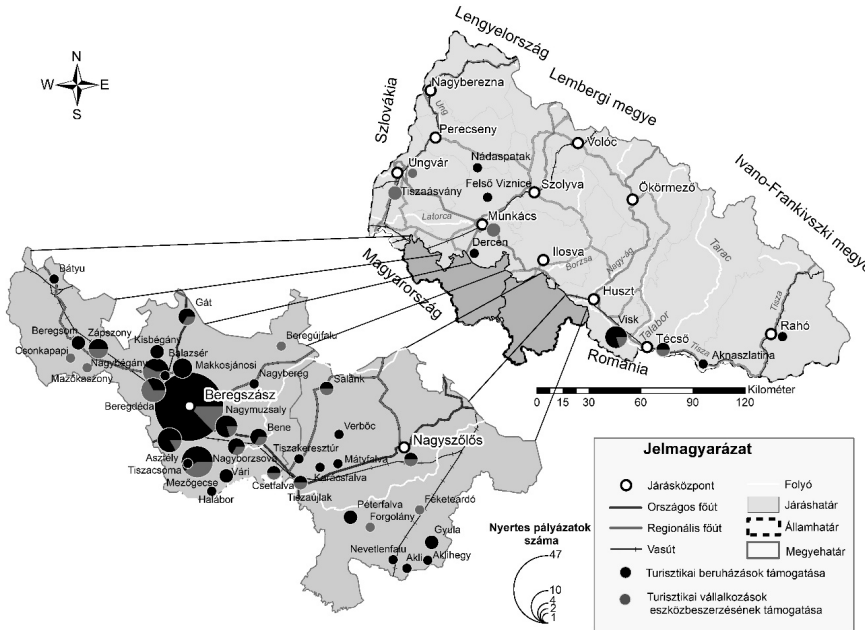 N
W
E
S
Lengyelország
Lembergi megye
Szlovákia
Ivano-Frankivszki megye
Magyarország
Románia
Nagyberezna
Ung
Perecseny
Volóc
Nádaspatak
Ungvár
Szolyva
Ökörmező
Tiszaásvány
Felső Viznice
Latorca
Munkács
Dercen
Ilosva
Borzsa
Nagy-ág
Tarac
Tisza
Huszt
Visk
Talabor
Técső
Rahó
Tisza
Aknaszlatina
Bátyu
Gát
Beregsom
Zápszony
Kisbégány
Beregújfalu
Csonkapapi
Nagybégány
Balazsér
Makkosjánosi
Mazőkaszony
Nagybereg
Salánk
Beregdéda
Beregszász
Nagymuzsaly
Verbőc
Bene
Nagyszőlős
Asztély
Nagyborzsova
Tiszakeresztúr
Mátyfalva
Tiszacsoma
Vári
Karácsfalva
Mezőgecse
Csetfalva
Tiszaújlak
Halábor
Péterfalva
Feketeardó
Forgolány
Gyula
Nevetlenfalu
Akli
Aklihegy
Kilométer
0 15 30 60 90 120
Nyertes pályázatok
száma
47
10
4
2
1
Jelmagyarázat
Járásközpont
Folyó
Országos főút
Járáshatár
Regionális főút
Államhatár
Vasút
Megyehatár
Turisztikai beruházások támogatása
Turisztikai vállalkozások
eszközbeszerzésének támogatása